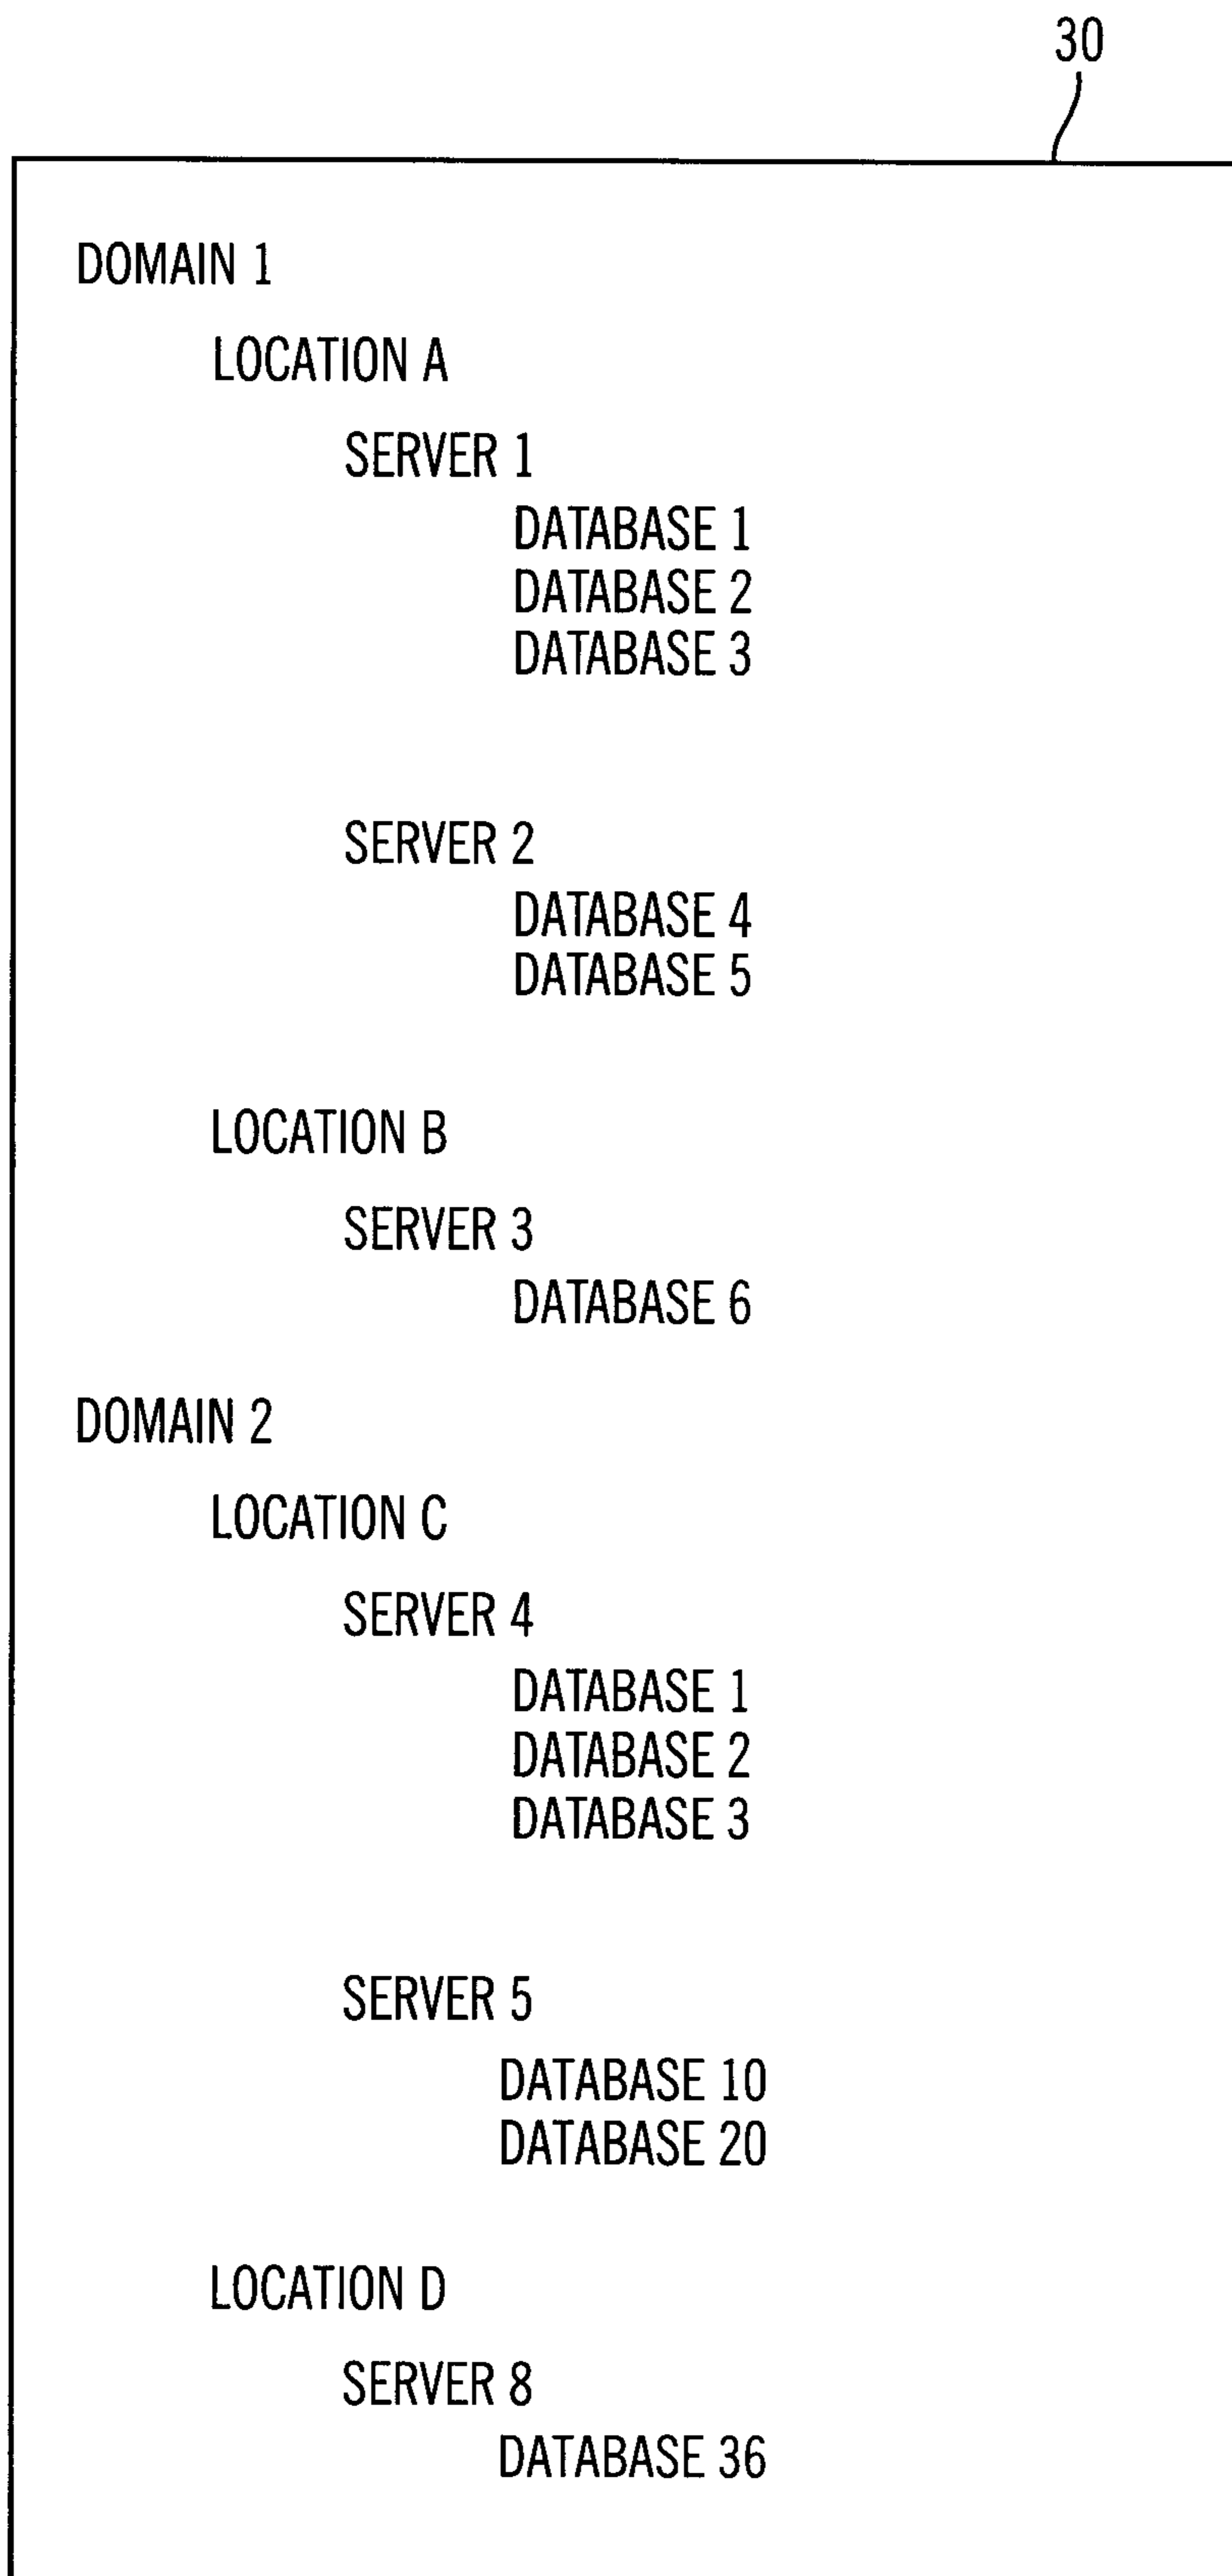 30
DOMAIN 1
LOCATION A
SERVER 1
DATABASE 1
DATABASE 2
DATABASE 3
SERVER 2
DATABASE 4
DATABASE 5
LOCATION B
SERVER 3
DATABASE 6
DOMAIN 2
LOCATION C
SERVER 4
DATABASE 1
DATABASE 2
DATABASE 3
SERVER 5
DATABASE 10
DATABASE 20
LOCATION D
SERVER 8
DATABASE 36